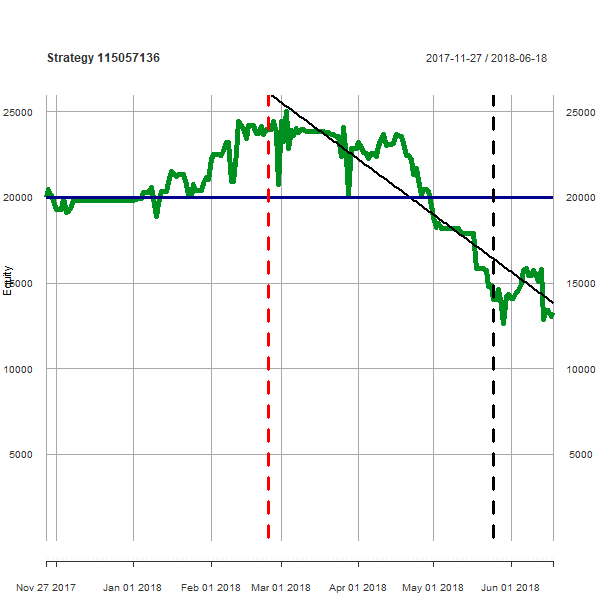 Strategy 115057136
2017-11-27 / 2018-06-18
25000 25000
20000 20000
Equity
15000 15000
10000 10000
5000 5000
Nov 27 2017 Jan 01 2018 Feb 01 2018 Mar 01 2018 Apr 01 2018 May 01 2018 Jun 01 2018